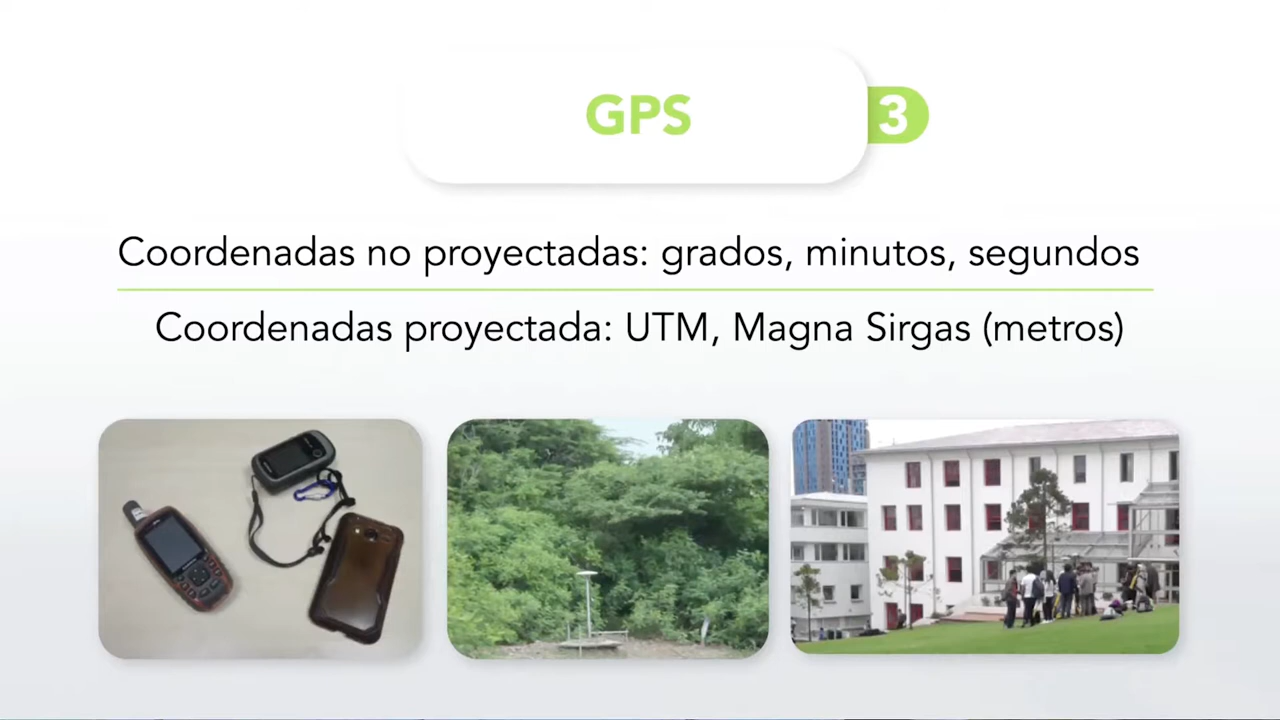 GPS
3
Coordenadas no proyectadas: grados, minutos, segundos
Coordenadas proyectada: UTM, Magna Sirgas (metros)